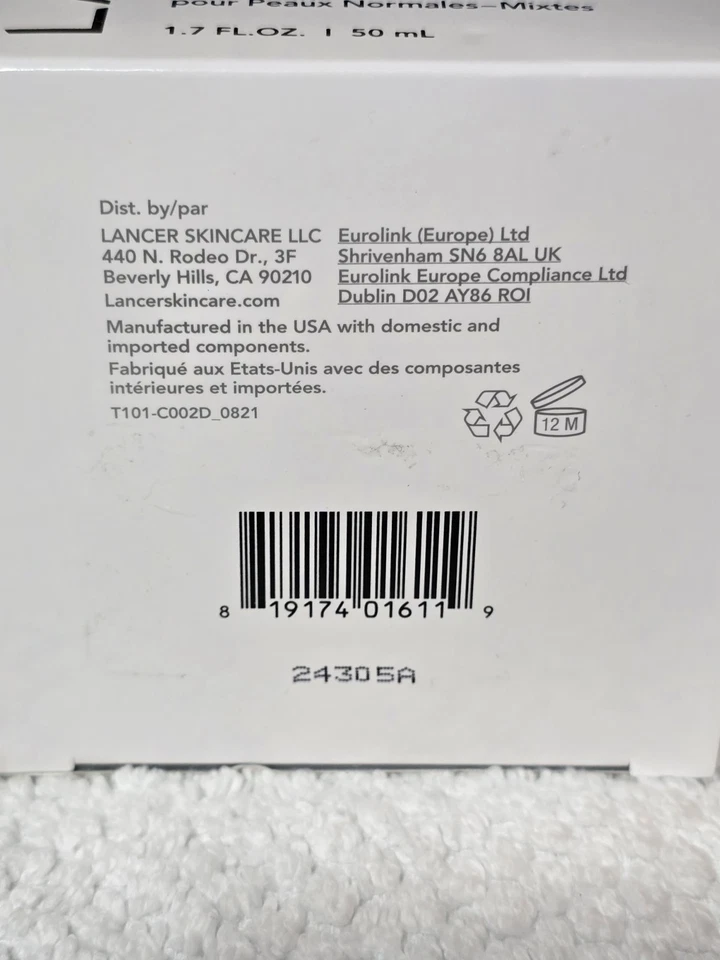 pour Peaux Normales–Mixtes
1.7 FL.OZ. | 50 mL
Dist. by/par
LANCER SKINCARE LLC
440 N. Rodeo Dr., 3F
Beverly Hills, CA 90210
Lancerskincare.com
Eurolink (Europe) Ltd
Shrivenham SN6 8AL UK
Eurolink Europe Compliance Ltd
Dublin D02 AY86 ROI
Manufactured in the USA with domestic and
imported components.
Fabriqué aux Etats-Unis avec des composantes
intérieures et importées.
T101-C002D_0821
12 M
8 19174 01611 9
24305A